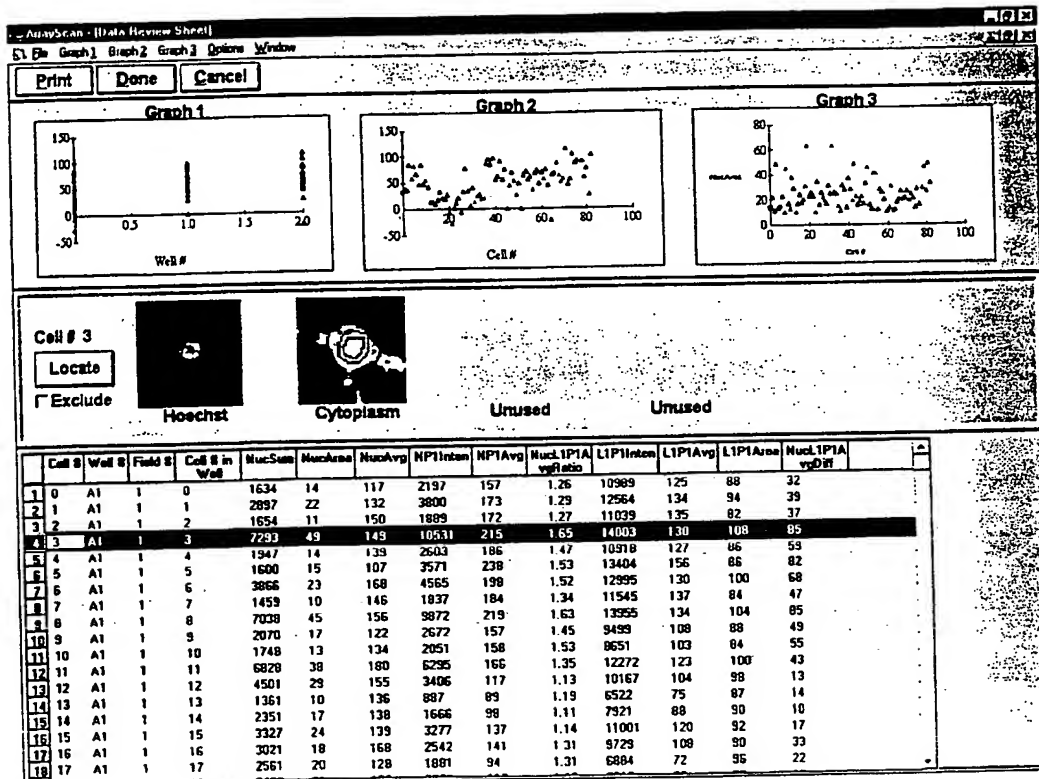 ArrayScan - [Data Review Sheet]
File Graph 1 Graph 2 Graph 3 Options Window
Print Done Cancel
Graph 1 Graph 2 Graph 3
150
100
50
0
-50
0.5 1.0 1.5 2.0
Well #
150
100
50
0
-50
20 40 60 80 100
Cell #
80
60
40
20
0
0 20 40 60 80 100
Cell #
Cell # 3
Locate
Exclude
Hoechst Cytoplasm Unused Unused
Cell # Well # Field # Cell # in Well NucSum NucArea NucAvg NP1Inten NP1Avg NucL1P1AvgRatio L1P1Inten L1P1Avg L1P1Area NucL1P1AvgDiff
1 0 A1 1 0 1634 14 117 2197 157 1.26 10989 125 88 32
2 1 A1 1 1 2897 22 132 3800 173 1.29 12564 134 94 39
3 2 A1 1 2 1654 11 150 1889 172 1.27 11039 135 82 37
4 3 A1 1 3 7293 49 149 10531 215 1.65 14003 130 108 85
5 4 A1 1 4 1947 14 139 2603 186 1.47 10918 127 86 59
6 5 A1 1 5 1600 15 107 3571 238 1.53 13404 156 86 82
7 6 A1 1 6 3866 23 168 4565 198 1.52 12995 130 100 68
8 7 A1 1 7 1459 10 146 1837 184 1.34 11545 137 84 47
9 8 A1 1 8 7038 45 156 9872 219 1.63 13955 134 104 85
10 9 A1 1 9 2070 17 122 2672 157 1.45 9499 108 88 49
11 10 A1 1 10 1748 13 134 2051 158 1.53 8651 103 84 55
12 11 A1 1 11 6828 38 180 6295 166 1.35 12272 123 100 43
13 12 A1 1 12 4501 29 155 3406 117 1.13 10167 104 98 13
14 13 A1 1 13 1361 10 136 887 89 1.19 6522 75 87 14
15 14 A1 1 14 2351 17 138 1666 98 1.11 7921 88 90 10
16 15 A1 1 15 3327 24 139 3277 137 1.14 11001 120 92 17
17 16 A1 1 16 3021 18 168 2542 141 1.31 9729 108 90 33
18 17 A1 1 17 2561 20 128 1881 94 1.31 6884 72 96 22